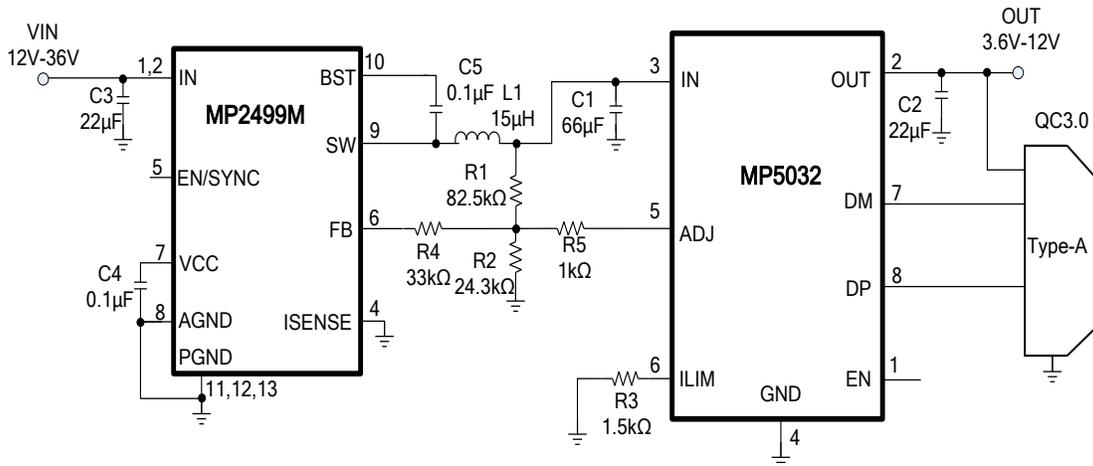 VIN
12V-36V
1,2
IN
C3
22µF
MP2499M
BST
10
C5
0.1µF
L1
15µH
SW
9
5
EN/SYNC
FB
6
R4
33kΩ
R1
82.5kΩ
R2
24.3kΩ
R5
1kΩ
7
VCC
C4
0.1µF
8
AGND
PGND
11,12,13
ISENSE
4
C1
66µF
3
IN
MP5032
OUT
2
5
ADJ
6
ILIM
R3
1.5kΩ
GND
4
DM
7
DP
8
EN
1
C2
22µF
OUT
3.6V-12V
QC3.0
Type-A